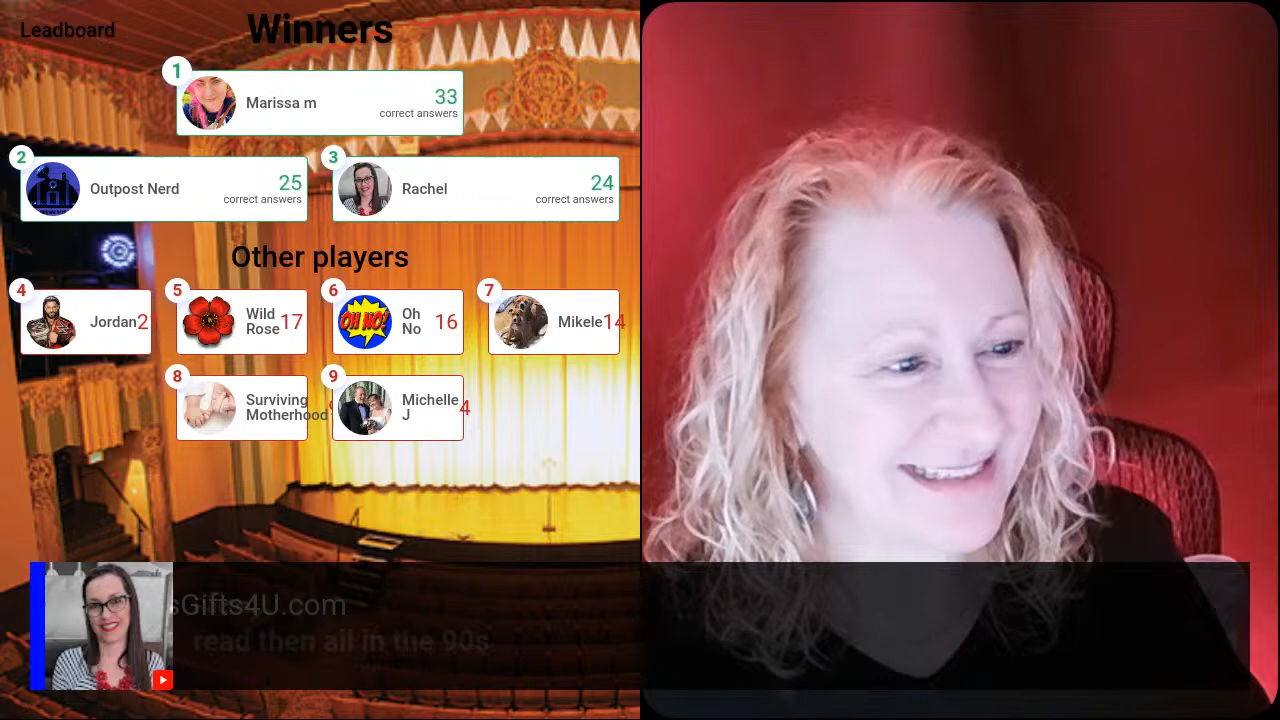 Leadboard
Winners
1
Marissa m
33
correct answers
2
Outpost Nerd
25
correct answers
3
Rachel
24
correct answers
Other players
4
Jordan
2
5
Wild
Rose
17
6
OH NO!
Oh
No
16
7
Mikele
14
8
Surviving
Motherhood
9
Michelle
J
4
sGifts4U.com
read then all in the 90s